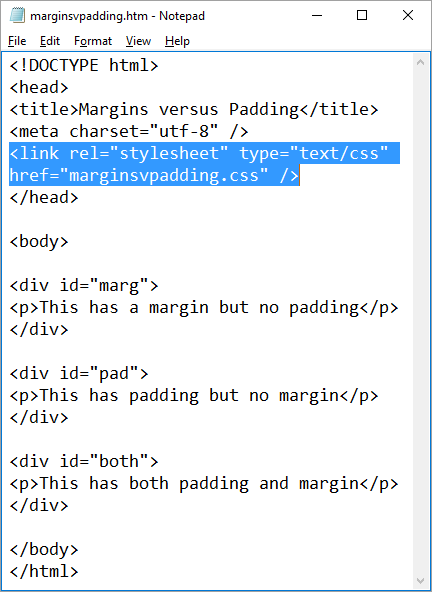 marginsvpadding.htm - Notepad
File Edit Format View Help
<!DOCTYPE html>
<head>
<title>Margins versus Padding</title>
<meta charset="utf-8" />
<link rel="stylesheet" type="text/css"
href="marginsvpadding.css" />
</head>
<body>
<div id="marg">
<p>This has a margin but no padding</p>
</div>
<div id="pad">
<p>This has padding but no margin</p>
</div>
<div id="both">
<p>This has both padding and margin</p>
</div>
</body>
</html>